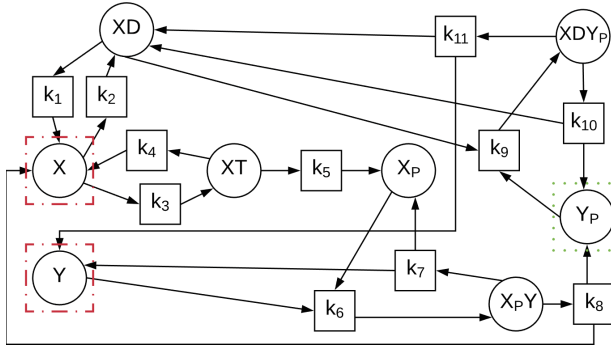 XD
k₁₁
XDYₚ
k₁
k₂
k₁₀
k₄
k₉
X
XT
k₅
Xₚ
k₃
Yₚ
Y
k₇
k₆
XₚY
k₈